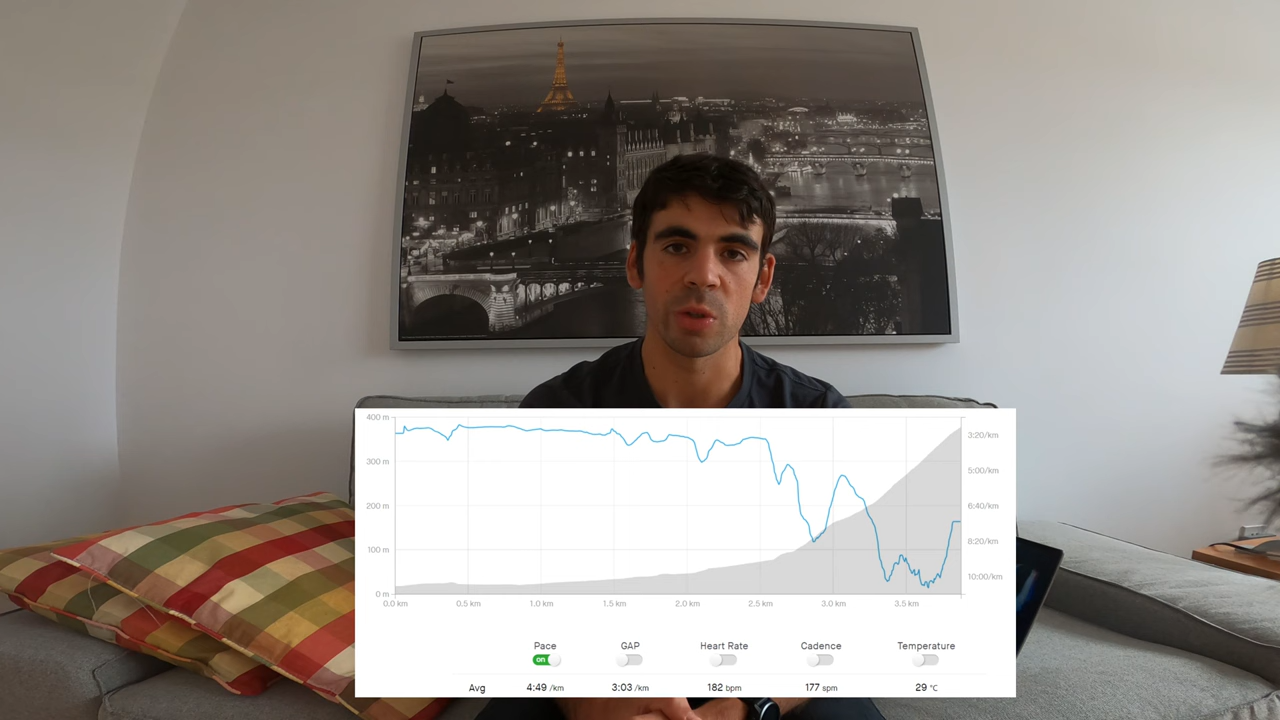 400 m
300 m
200 m
100 m
0 m
3:20/km
5:00/km
6:40/km
8:20/km
10:00/km
0.0 km 0.5 km 1.0 km 1.5 km 2.0 km 2.5 km 3.0 km 3.5 km
Pace GAP Heart Rate Cadence Temperature
on
Avg 4:49 /km 3:03 /km 182 bpm 177 spm 29 °C